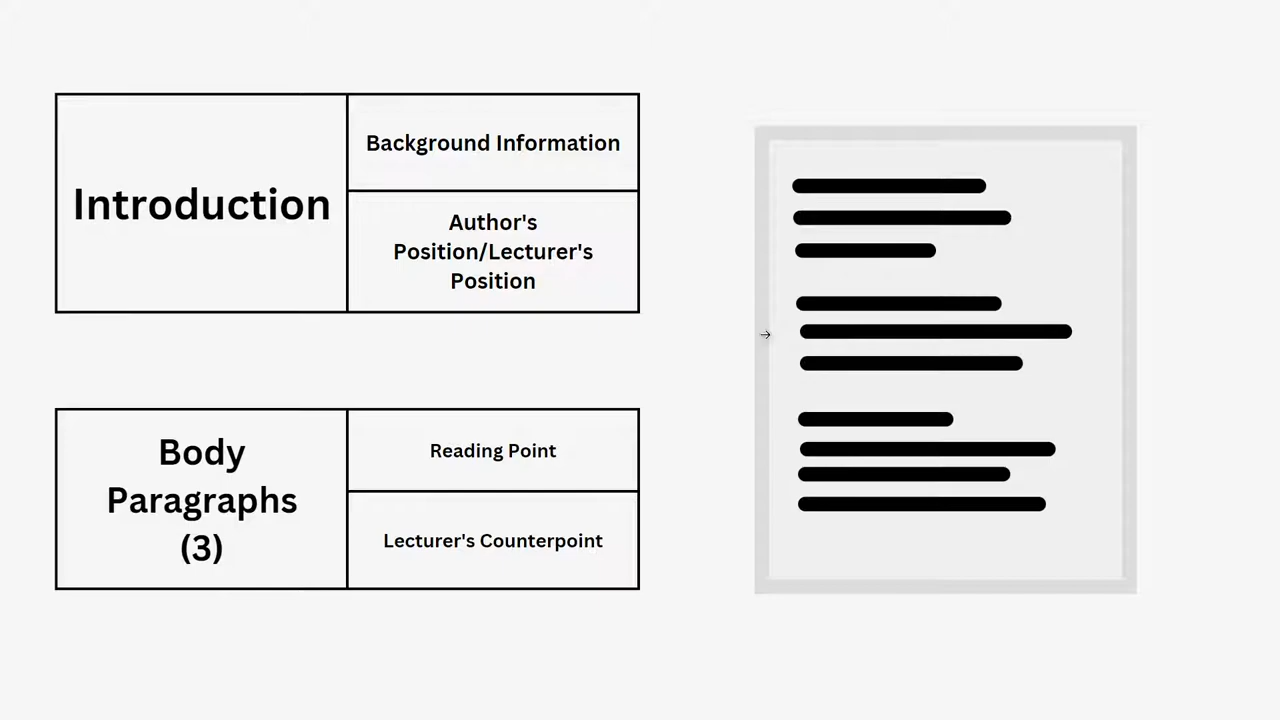 Introduction
Background Information
Author's
Position/Lecturer's
Position
Body
Paragraphs
(3)
Reading Point
Lecturer's Counterpoint